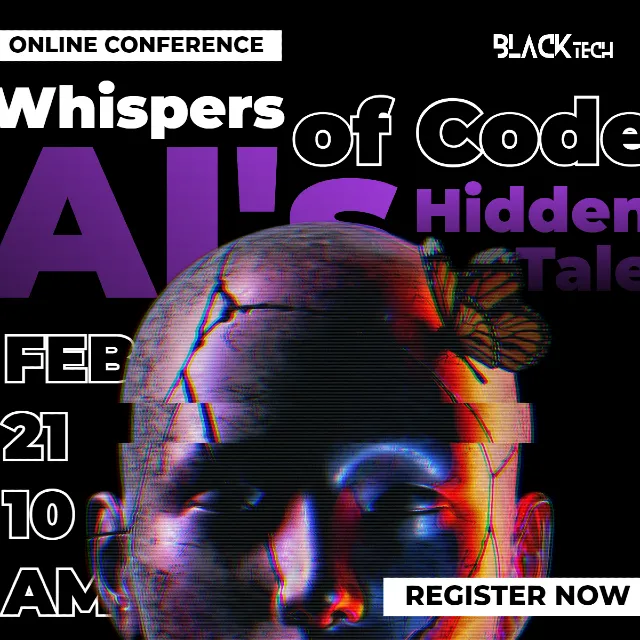 ONLINE CONFERENCE
BLACKTECH
Whispers
of Code
AI's
Hidden
Tale
FEB
21
10
AM
REGISTER NOW